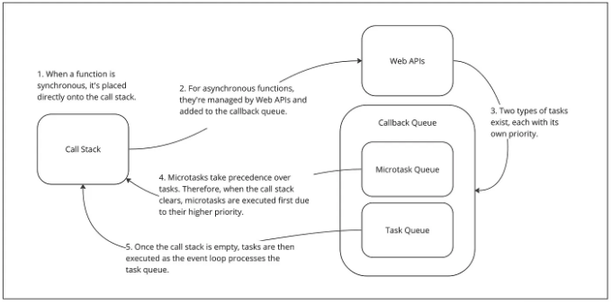 1. When a function is
synchronous, it's placed
directly onto the call stack.
Call Stack
2. For asynchronous functions,
they're managed by Web APIs and
added to the callback queue.
Web APIs
3. Two types of tasks
exist, each with its
own priority.
Callback Queue
Microtask Queue
Task Queue
4. Microtasks take precedence over
tasks. Therefore, when the call stack
clears, microtasks are executed first due
to their higher priority.
5. Once the call stack is empty, tasks are then
executed as the event loop processes the
task queue.